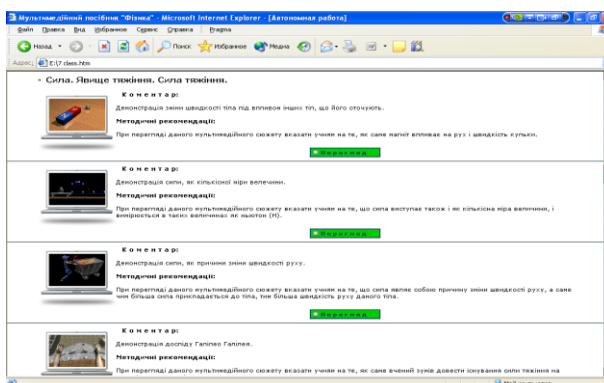 Мультимедійний посібник "Фізика" - Microsoft Internet Explorer - [Автономная работа]
Файл Правка Вид Избранное Сервис Справка Pragma
Назад Поиск Избранное Медиа
Адрес: E:\7 class.htm
Сила. Явище тяжіння. Сила тяжіння.
Коментар:
Демонстрація зміни швидкості тіла під впливом інших тіл, що його оточують.
Методичні рекомендації:
При перегляді даного мультимедійного сюжету вказати учням на те, як саме магніт впливає на рух і швидкість кульки.
Перегляд
Коментар:
Демонстрація сили, як кількісної міри величини.
Методичні рекомендації:
При перегляді даного мультимедійного сюжету вказати учням на те, що сила виступає також і як кількісна міра величини, і
вимірюється в таких величинах як ньютон (Н).
Перегляд
Коментар:
Демонстрація сили, як причини зміни швидкості руху.
Методичні рекомендації:
При перегляді даного мультимедійного сюжету вказати учням на те, що сила являє собою причину зміни швидкості руху, а саме
чим більша сила прикладається до тіла, тим більша швидкість руху даного тіла.
Перегляд
Коментар:
Демонстрація досліду Галілео Галілея.
Методичні рекомендації:
При перегляді даного мультимедійного сюжету вказати учням на те, як саме вчений зумів довести існування сили тяжіння на